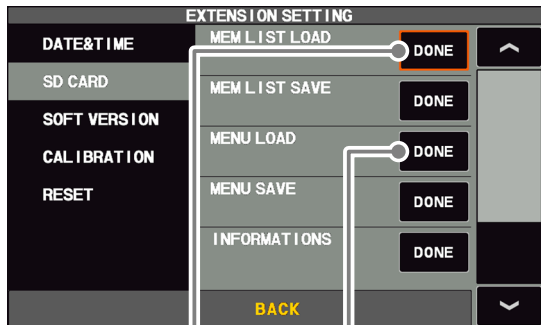 EXTENSION SETTING
DATE&TIME
SD CARD
SOFT VERSION
CALIBRATION
RESET
MEM LIST LOAD DONE
MEM LIST SAVE DONE
MENU LOAD DONE
MENU SAVE DONE
INFORMATIONS DONE
BACK